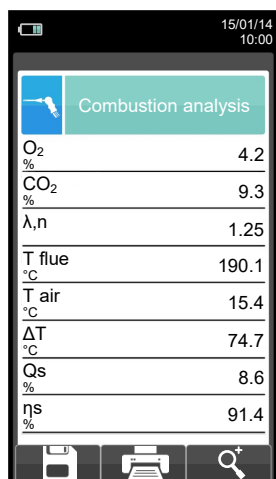 15/01/14
10:00
Combustion analysis
O₂
% 4.2
CO₂
% 9.3
λ,n 1.25
T flue
°C 190.1
T air
°C 15.4
ΔT
°C 74.7
Qs
% 8.6
ηs
% 91.4